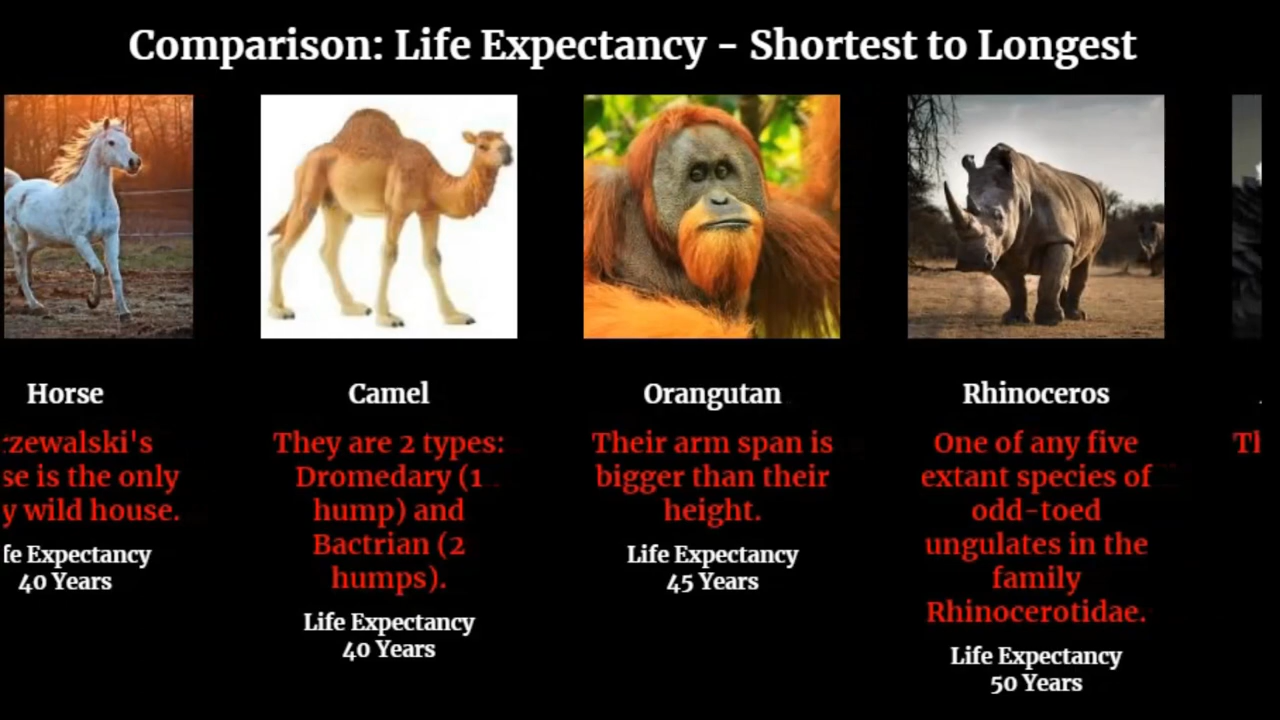 Comparison: Life Expectancy - Shortest to Longest
Horse
rzewalski's
se is the only
y wild house.
fe Expectancy
40 Years
Camel
They are 2 types:
Dromedary (1
hump) and
Bactrian (2
humps).
Life Expectancy
40 Years
Orangutan
Their arm span is
bigger than their
height.
Life Expectancy
45 Years
Rhinoceros
One of any five
extant species of
odd-toed
ungulates in the
family
Rhinocerotidae.
Life Expectancy
50 Years